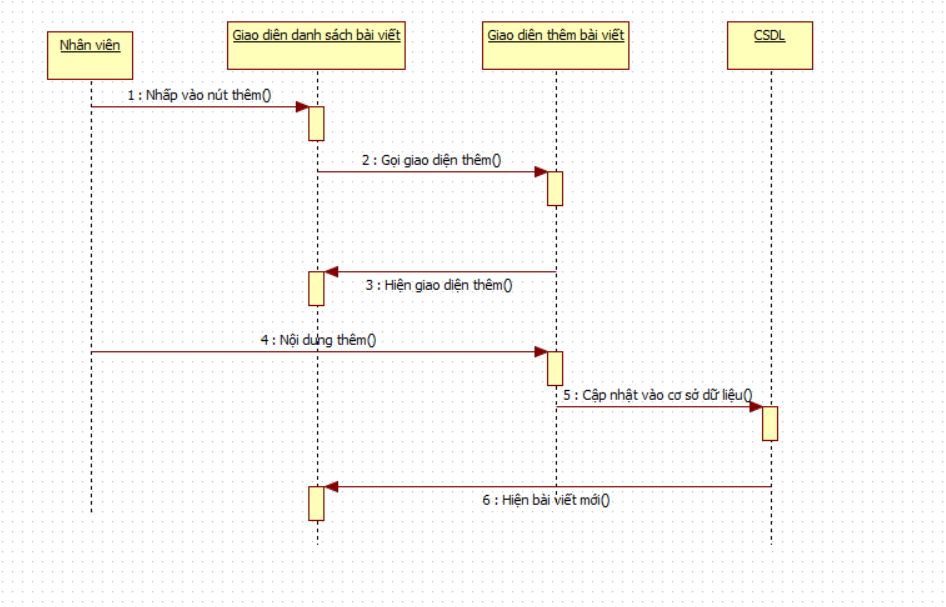 Nhân viên
Giao diện danh sách bài viết
Giao diện thêm bài viết
CSDL
1 : Nhấp vào nút thêm()
2 : Gọi giao diện thêm()
3 : Hiện giao diện thêm()
4 : Nội dung thêm()
5 : Cập nhật vào cơ sở dữ liệu()
6 : Hiện bài viết mới()